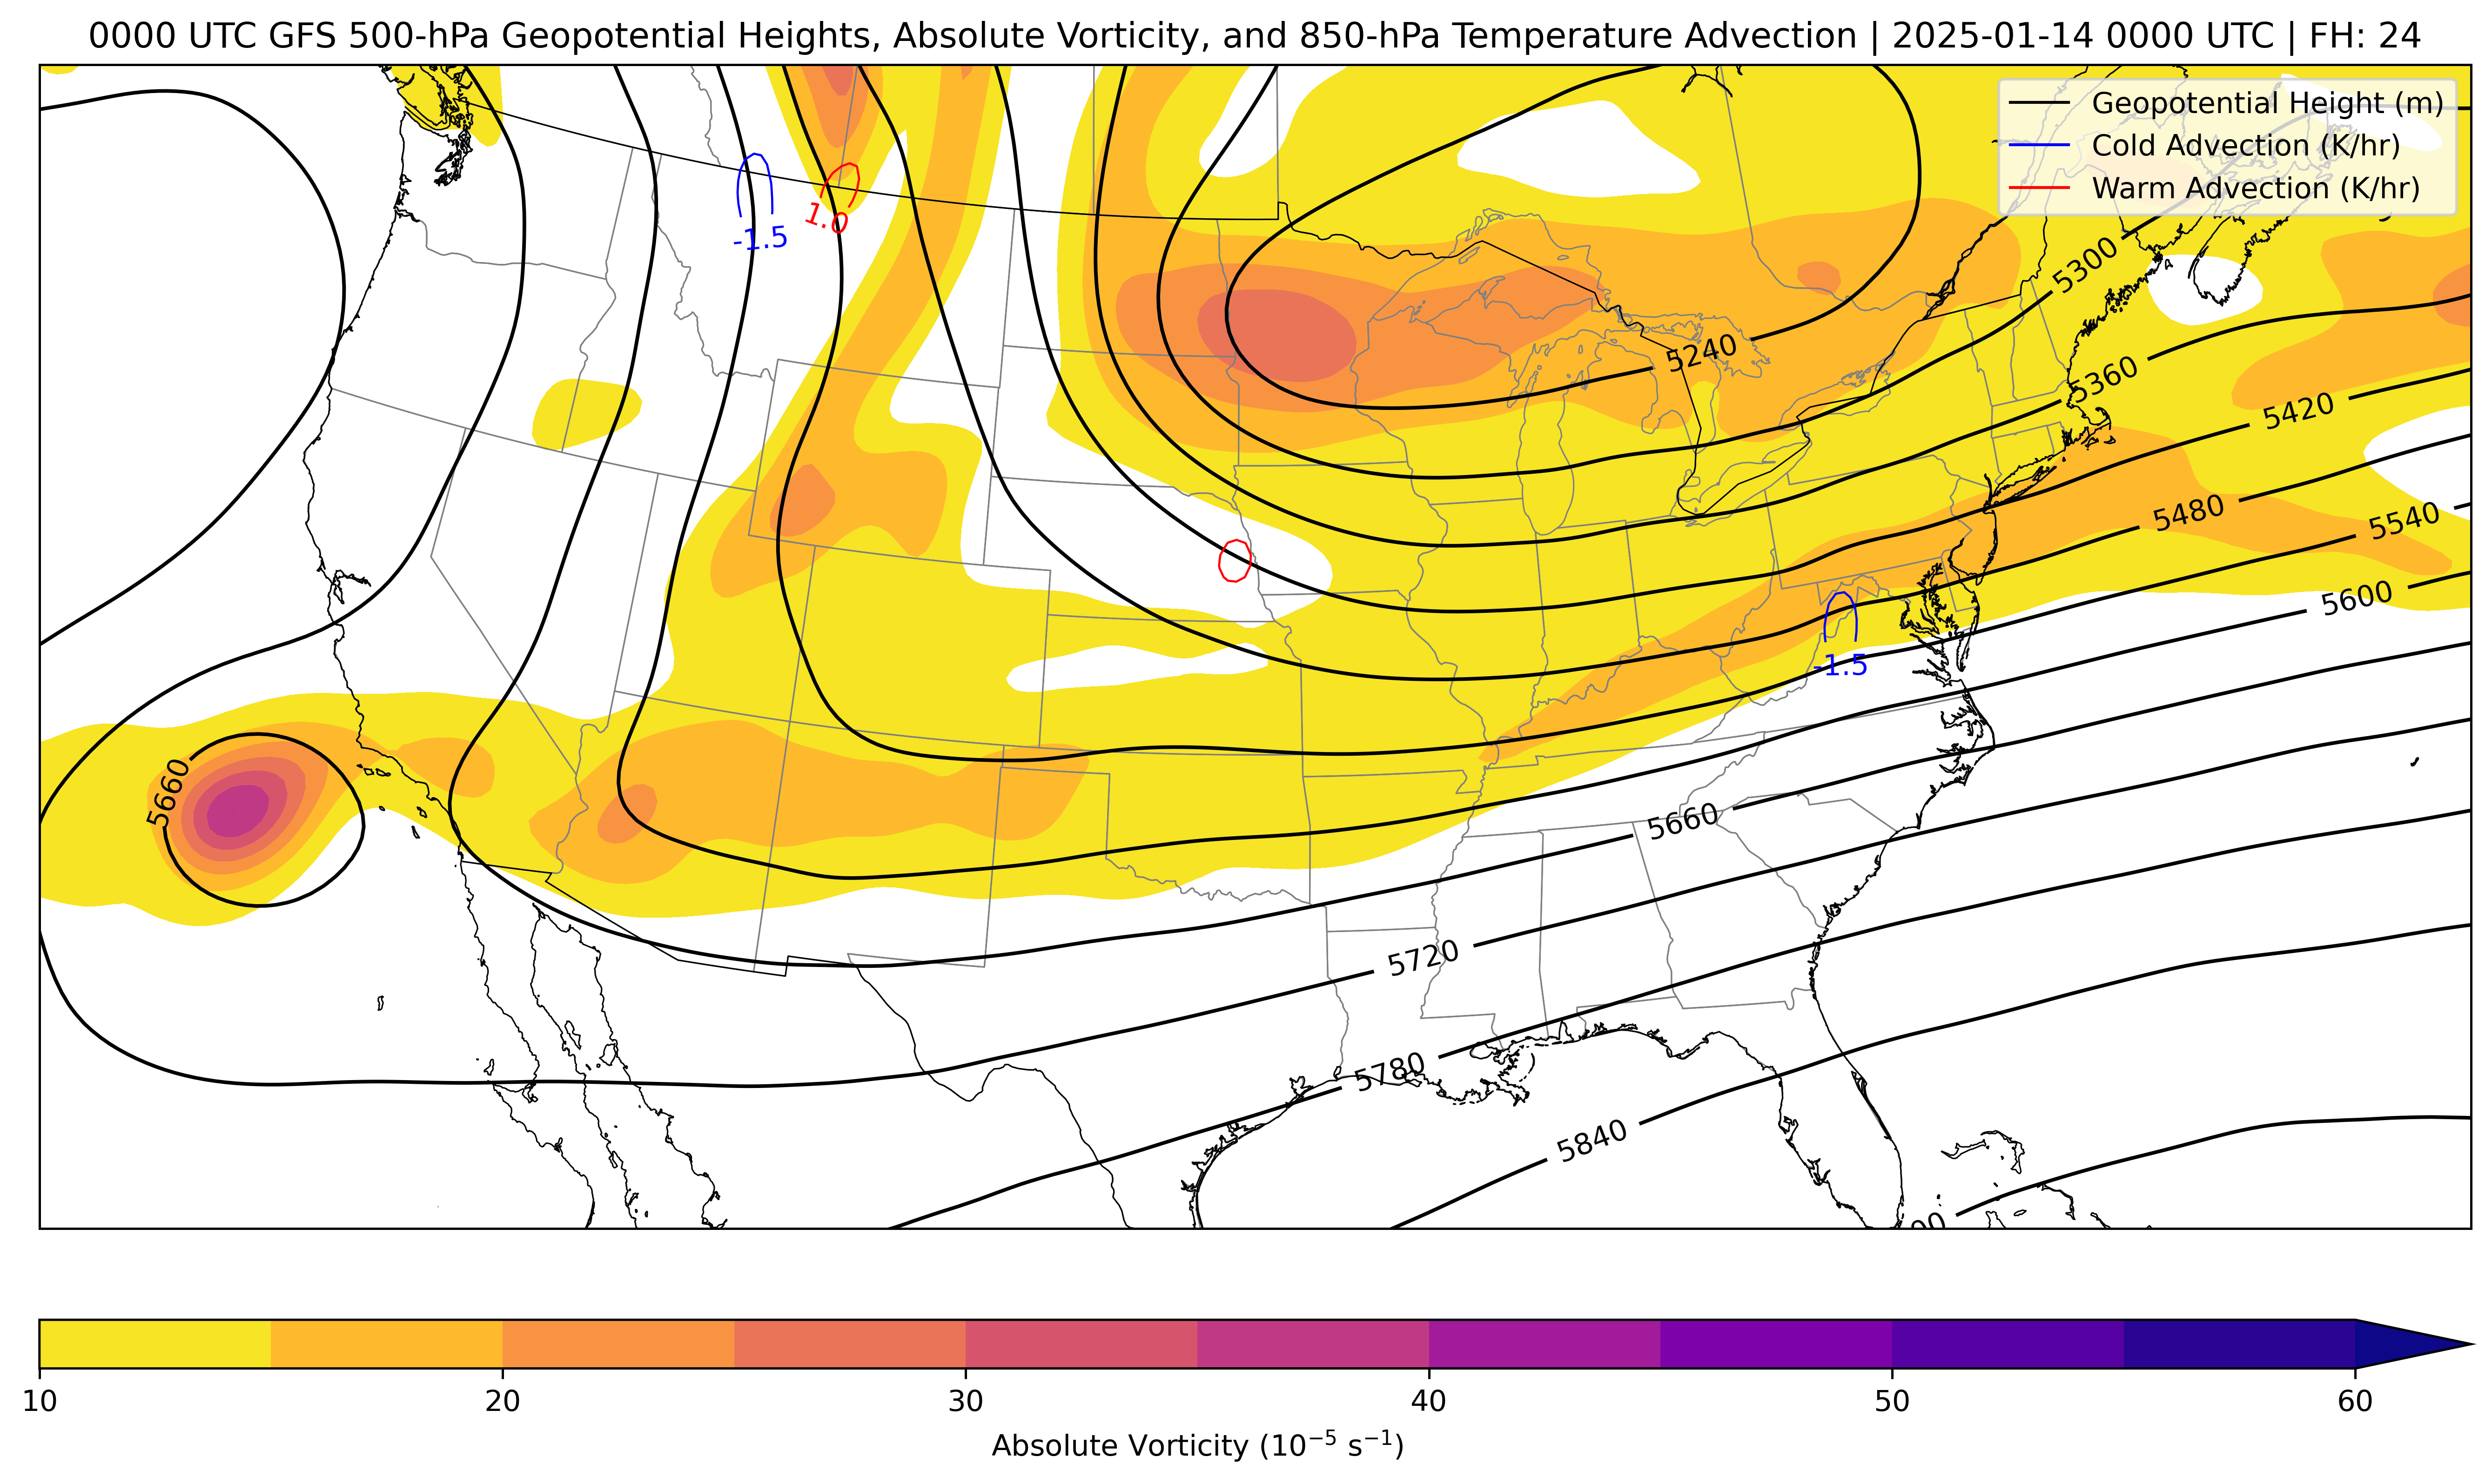 0000 UTC GFS 500-hPa Geopotential Heights, Absolute Vorticity, and 850-hPa Temperature Advection | 2025-01-14 0000 UTC | FH: 24
Geopotential Height (m)
Cold Advection (K/hr)
Warm Advection (K/hr)
1.0
-1.5
5300
5240
5360
5420
5480
5540
5600
-1.5
5660
5660
5720
5780
5840
10 20 30 40 50 60
Absolute Vorticity (10⁻⁵ s⁻¹)